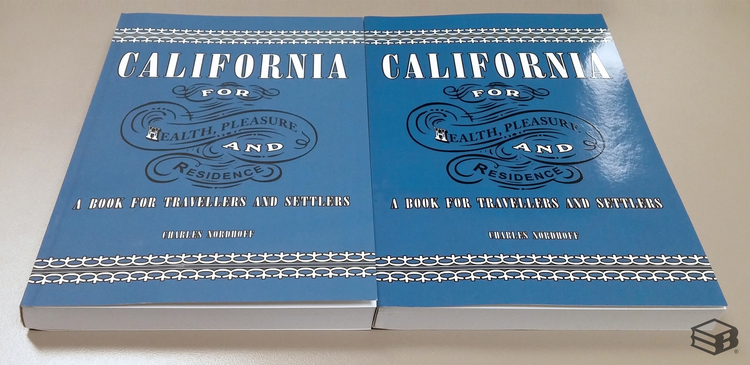 CALIFORNIA
FOR
HEALTH, PLEASURE
AND
RESIDENCE
A BOOK FOR TRAVELLERS AND SETTLERS
CHARLES NORDHOFF
CALIFORNIA
FOR
HEALTH, PLEASURE
AND
RESIDENCE
A BOOK FOR TRAVELLERS AND SETTLERS
CHARLES NORDHOFF
B